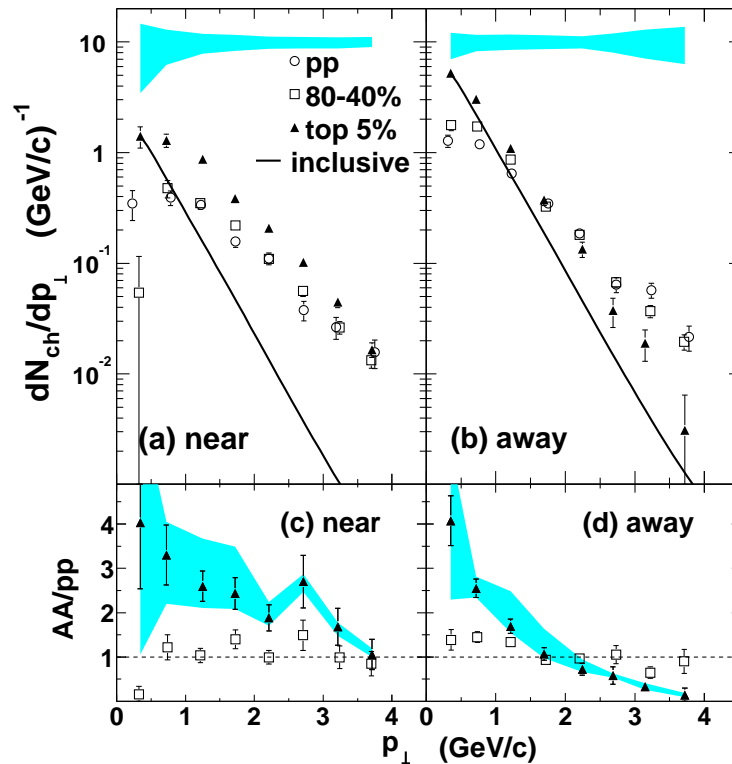 10
1
10^-1
10^-2
dN_ch/dp_⊥ (GeV/c)^-1
pp
80-40%
top 5%
inclusive
(a) near
(b) away
4
3
2
1
AA/pp
(c) near
(d) away
0 1 2 3 4 0 1 2 3 4
p_⊥ (GeV/c)